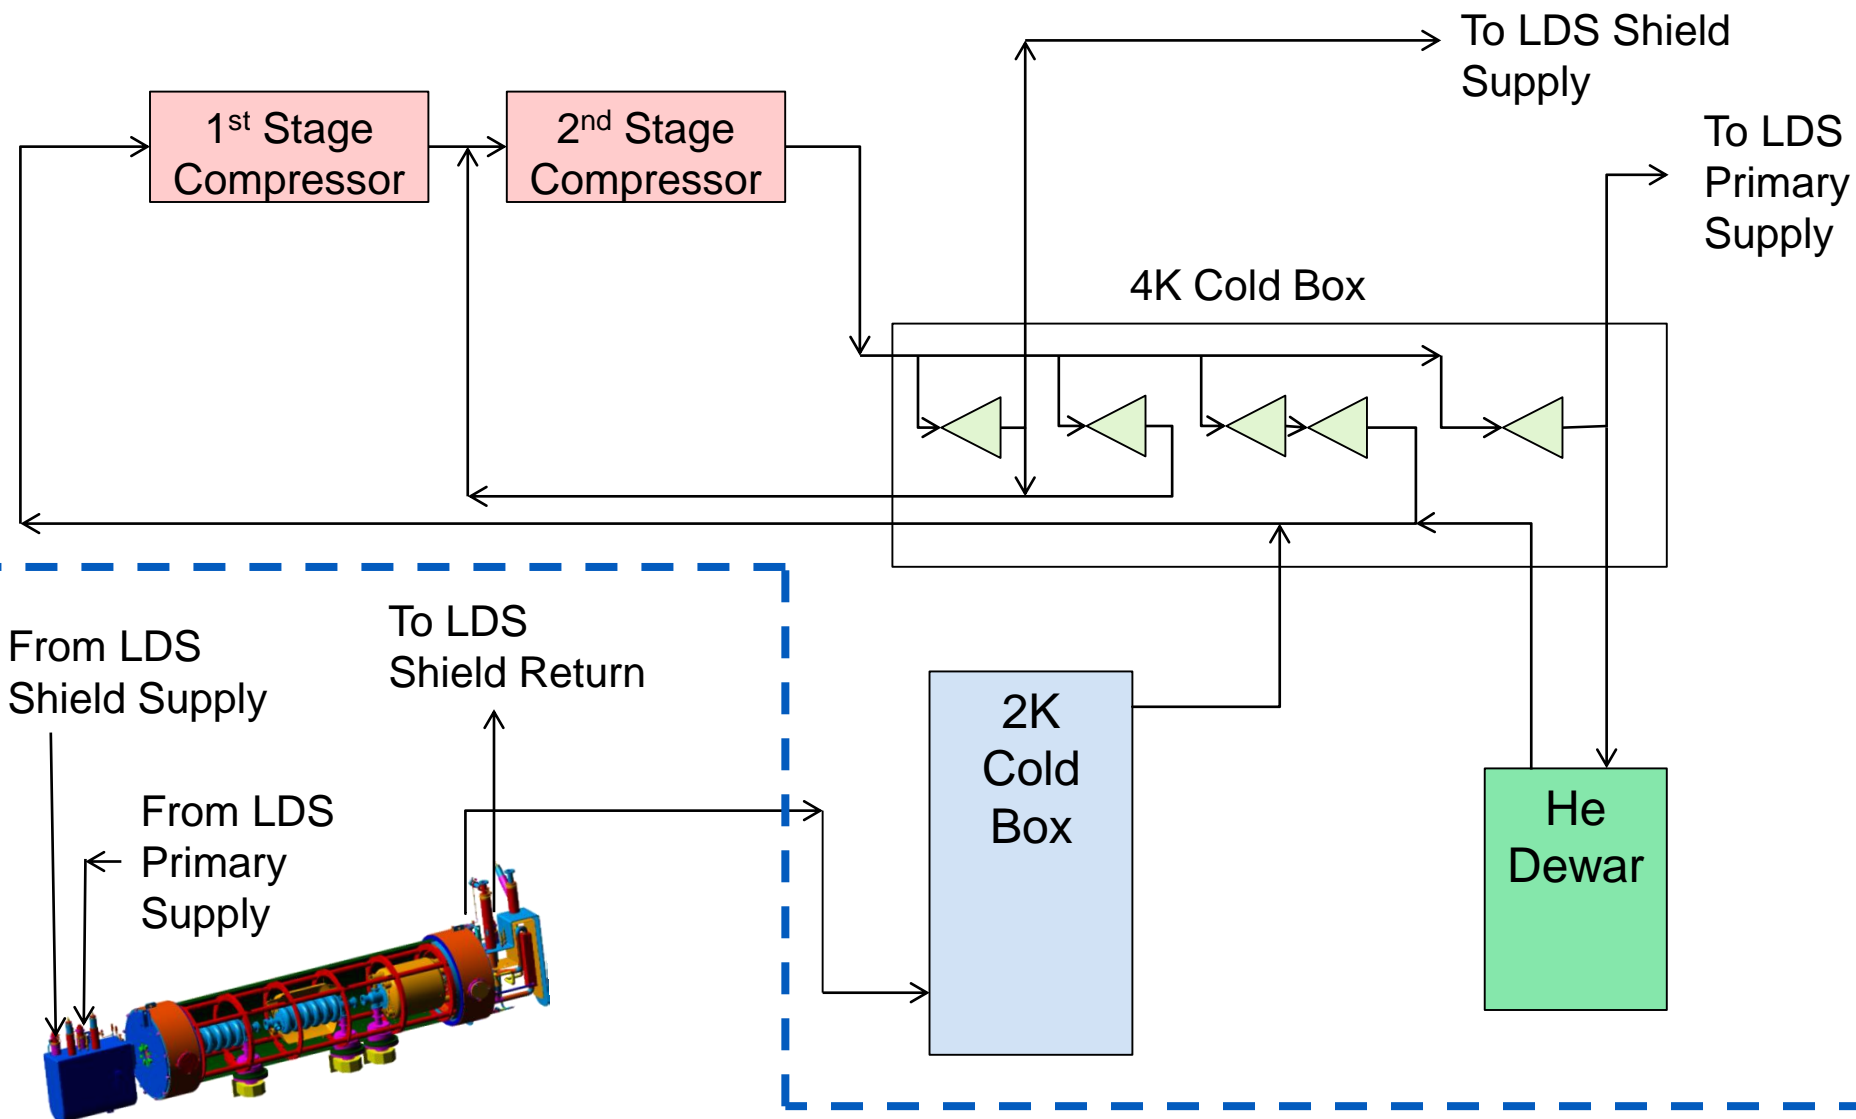 To LDS Shield
Supply
1st Stage
Compressor
2nd Stage
Compressor
To LDS
Primary
Supply
4K Cold Box
From LDS
Shield Supply
To LDS
Shield Return
From LDS
Primary
Supply
2K
Cold
Box
He
Dewar